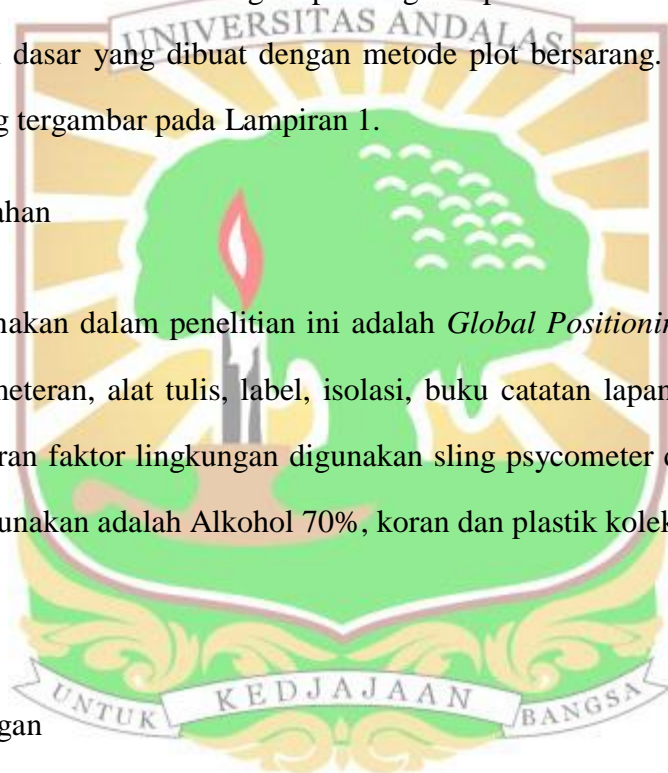 UNIVERSITAS ANDALAS
dasar yang dibuat dengan metode plot bersarang.
tergambar pada Lampiran 1.
ahan
nakan dalam penelitian ini adalah Global Positionin
meteran, alat tulis, label, isolasi, buku catatan lapan
ran faktor lingkungan digunakan sling psycometer
unakan adalah Alkohol 70%, koran dan plastik kolek
UNTUK KEDJAJAAN BANGSA
gan